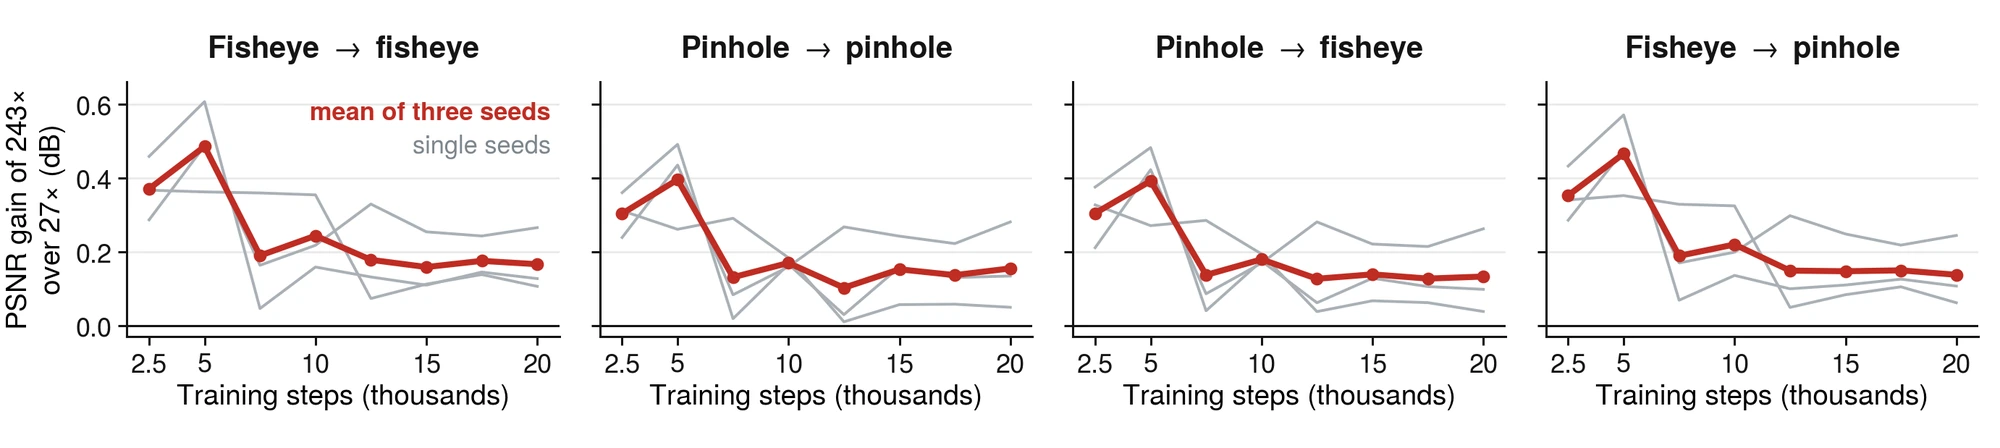 Fisheye → fisheye
Pinhole → pinhole
Pinhole → fisheye
Fisheye → pinhole
PSNR gain of 243×
over 27× (dB)
0.6
0.4
0.2
0.0
mean of three seeds
single seeds
2.5 5 10 15 20
2.5 5 10 15 20
2.5 5 10 15 20
2.5 5 10 15 20
Training steps (thousands)
Training steps (thousands)
Training steps (thousands)
Training steps (thousands)